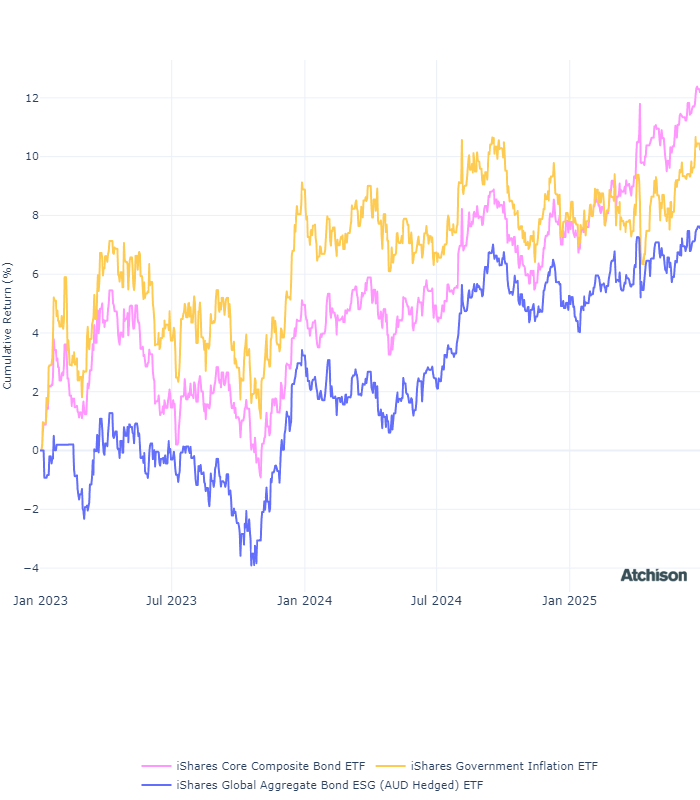 Cumulative Return (%)
12
10
8
6
4
2
0
−2
−4
Atchison
Jan 2023 Jul 2023 Jan 2024 Jul 2024 Jan 2025
iShares Core Composite Bond ETF iShares Government Inflation ETF
iShares Global Aggregate Bond ESG (AUD Hedged) ETF